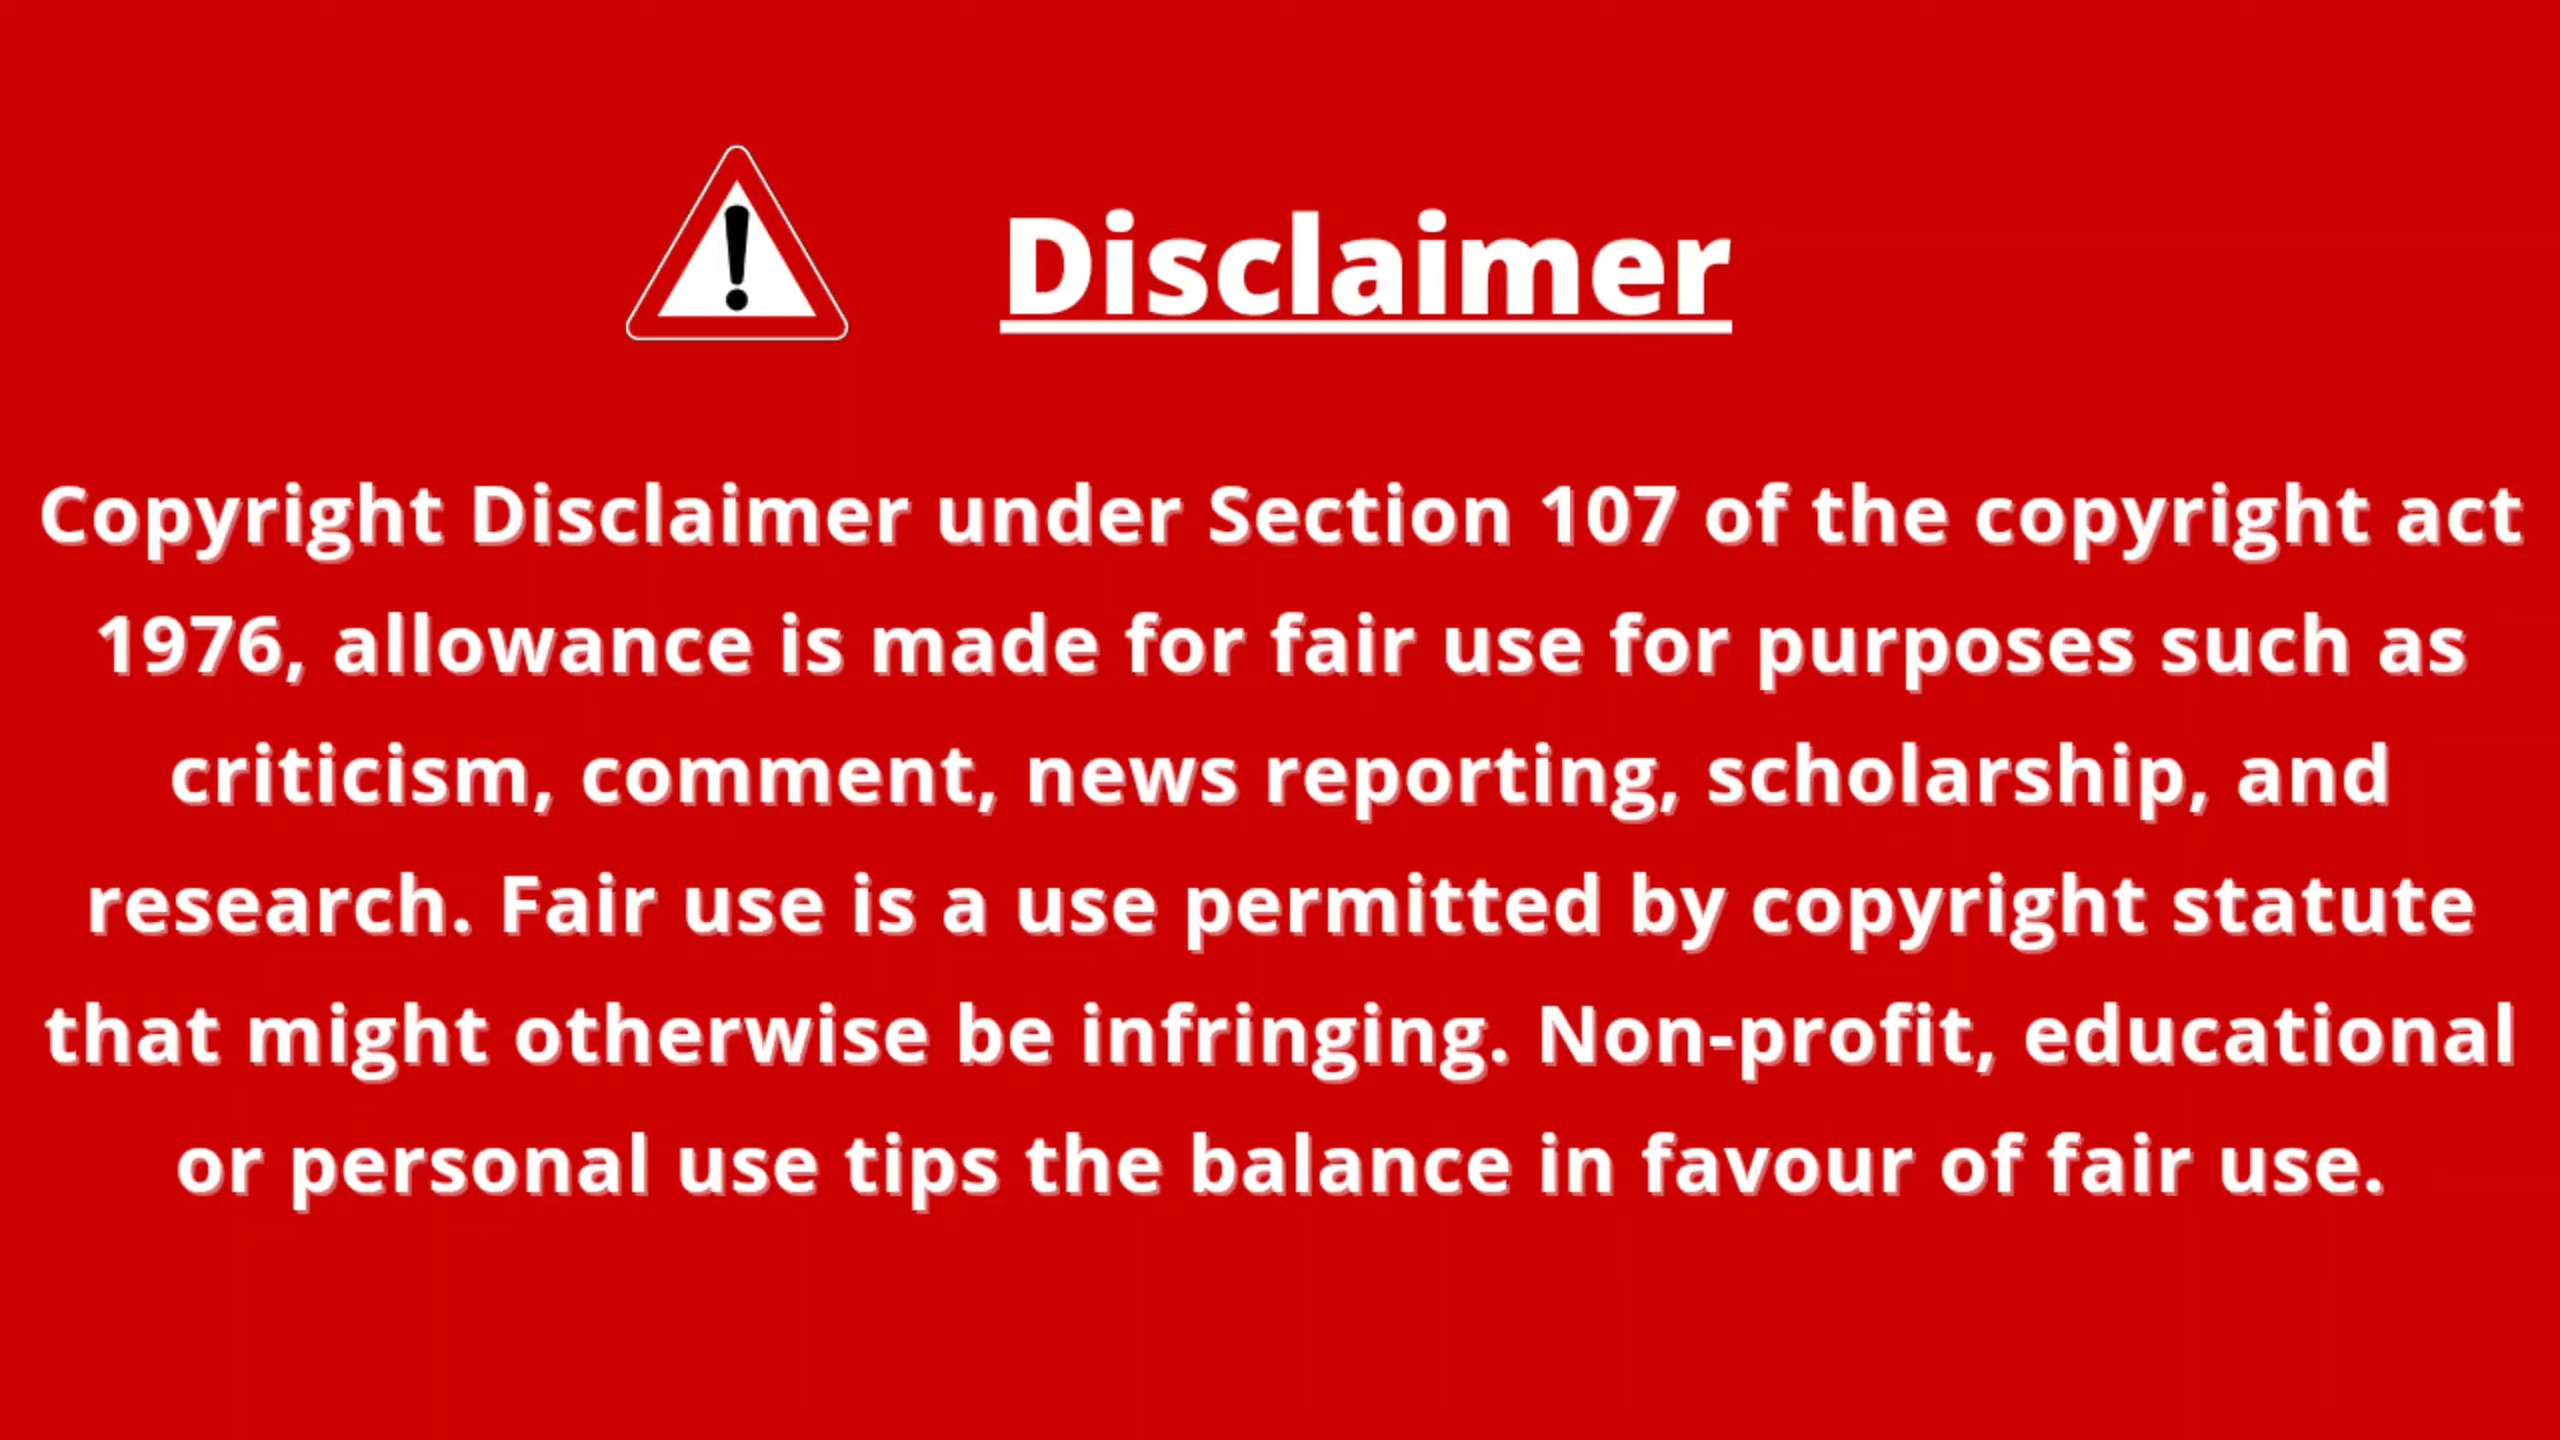 Disclaimer
Copyright Disclaimer under Section 107 of the copyright act
1976, allowance is made for fair use for purposes such as
criticism, comment, news reporting, scholarship, and
research. Fair use is a use permitted by copyright statute
that might otherwise be infringing. Non-profit, educational
or personal use tips the balance in favour of fair use.